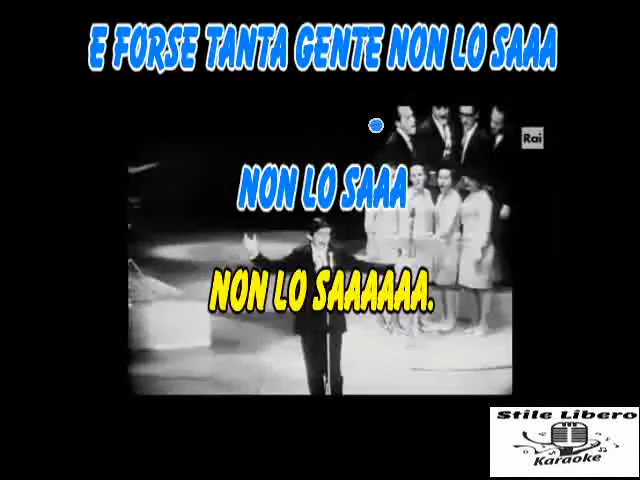 E FORSE TANTA GENTE NON LO SAAA
Rai
NON LO SAAA
NON LO SAAAAAA.
Stile Libero
Karaoke